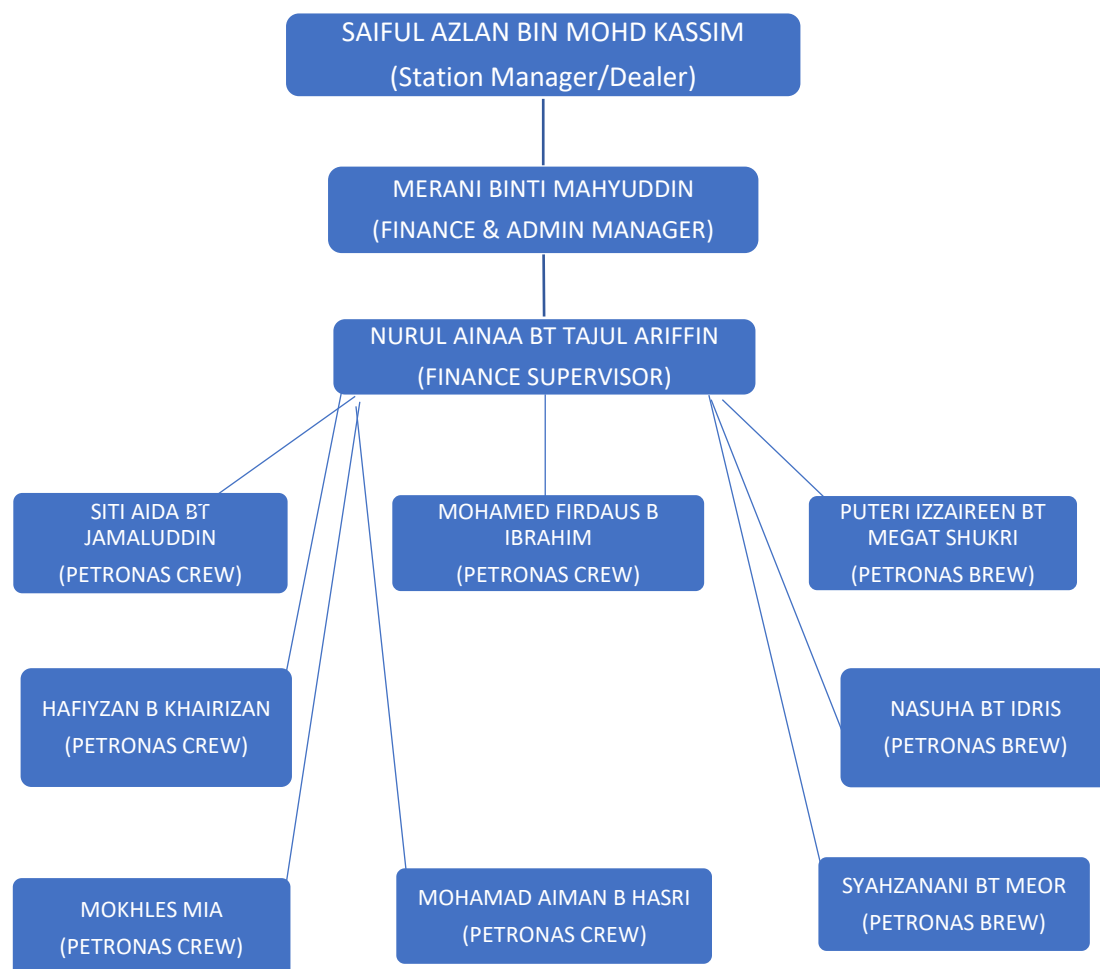 SAIFUL AZLAN BIN MOHD KASSIM
(Station Manager/Dealer)
MERANI BINTI MAHYUDDIN
(FINANCE & ADMIN MANAGER)
NURUL AINAA BT TAJUL ARIFFIN
(FINANCE SUPERVISOR)
SITI AIDA BT
JAMALUDDIN
(PETRONAS CREW)
MOHAMED FIRDAUS B
IBRAHIM
(PETRONAS CREW)
PUTERI IZZAIREEN BT
MEGAT SHUKRI
(PETRONAS BREW)
HAFIYZAN B KHAIRIZAN
(PETRONAS CREW)
NASUHA BT IDRIS
(PETRONAS BREW)
MOKHLES MIA
(PETRONAS CREW)
MOHAMAD AIMAN B HASRI
(PETRONAS CREW)
SYAHZANANI BT MEOR
(PETRONAS BREW)